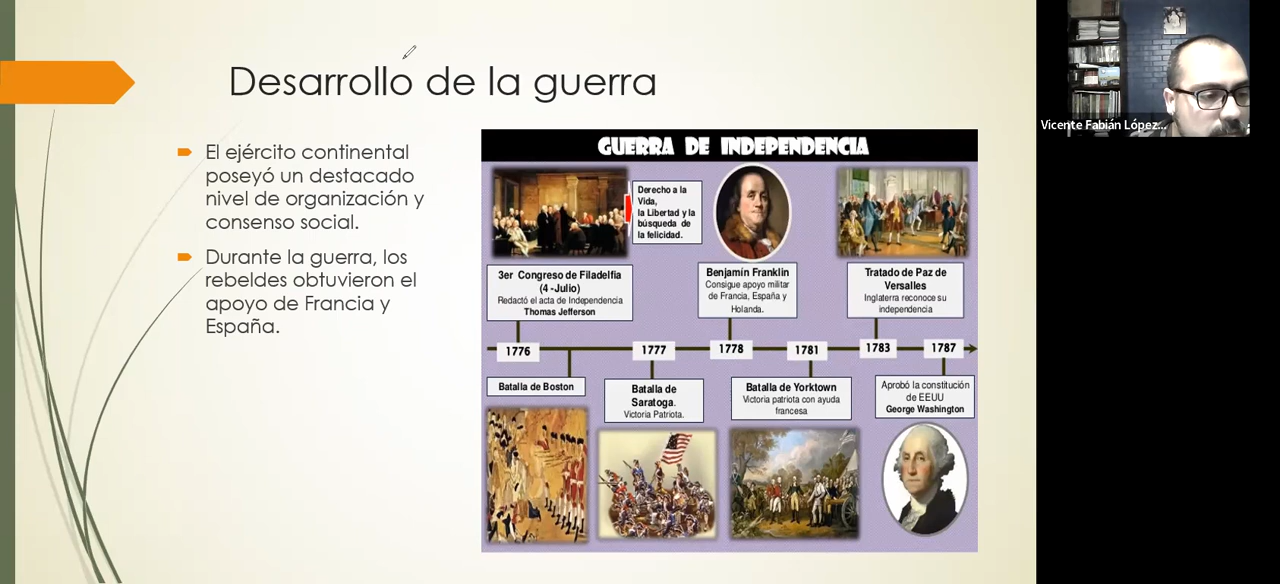 Desarrollo de la guerra
El ejército continental
poseyó un destacado
nivel de organización y
consenso social.
Durante la guerra, los
rebeldes obtuvieron el
apoyo de Francia y
España.
GUERRA DE INDEPENDENCIA
Derecho a la
Vida,
la Libertad y la
búsqueda de
la felicidad.
3er Congreso de Filadelfia
(4 -Julio)
Redactó el acta de Independencia
Thomas Jefferson
Benjamín Franklin
Consigue apoyo militar
de Francia, España y
Holanda.
Tratado de Paz de
Versalles
Inglaterra reconoce su
independencia
1776
1777
1778
1781
1783
1787
Batalla de Boston
Batalla de
Saratoga.
Victoria Patriota.
Batalla de Yorktown
Victoria patriota con ayuda
francesa
Aprobó la constitución
de EEUU
George Washington
Vicente Fabián López...